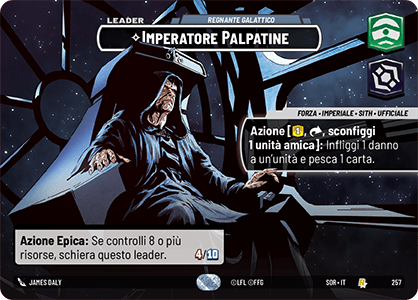 LEADER
REGNANTE GALATTICO
IMPERATORE PALPATINE
FORZA • IMPERIALE • SITH • UFFICIALE
Azione [1, , sconfiggi
1 unità amica]: Infliggi 1 danno
a un'unità e pesca 1 carta.
Azione Epica: Se controlli 8 o più
risorse, schiera questo leader.
4/10
JAMES DALY
©LFL ©FFG
SOR • IT
257